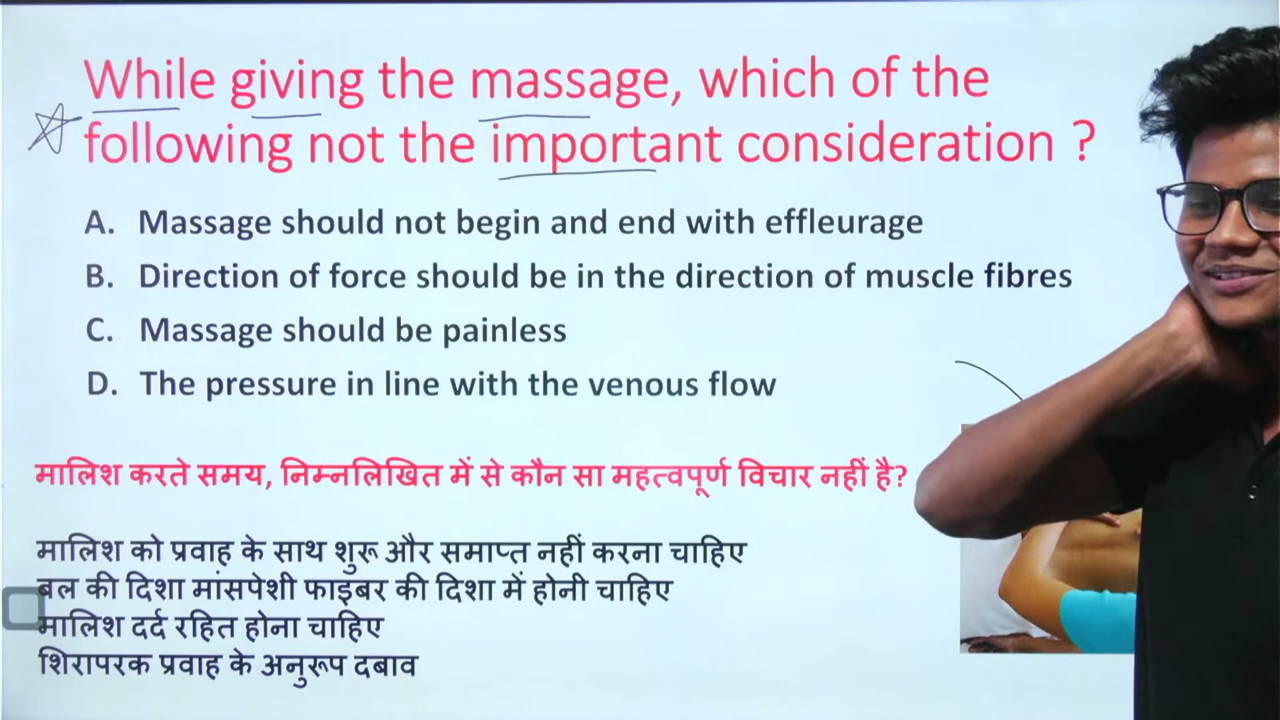 While giving the massage, which of the
following not the important consideration ?
A. Massage should not begin and end with effleurage
B. Direction of force should be in the direction of muscle fibres
C. Massage should be painless
D. The pressure in line with the venous flow
मालिश करते समय, निम्नलिखित में से कौन सा महत्वपूर्ण विचार नहीं है?
मालिश को प्रवाह के साथ शुरू और समाप्त नहीं करना चाहिए
बल की दिशा मांसपेशी फाइबर की दिशा में होनी चाहिए
मालिश दर्द रहित होना चाहिए
शिरापरक प्रवाह के अनुरूप दबाव